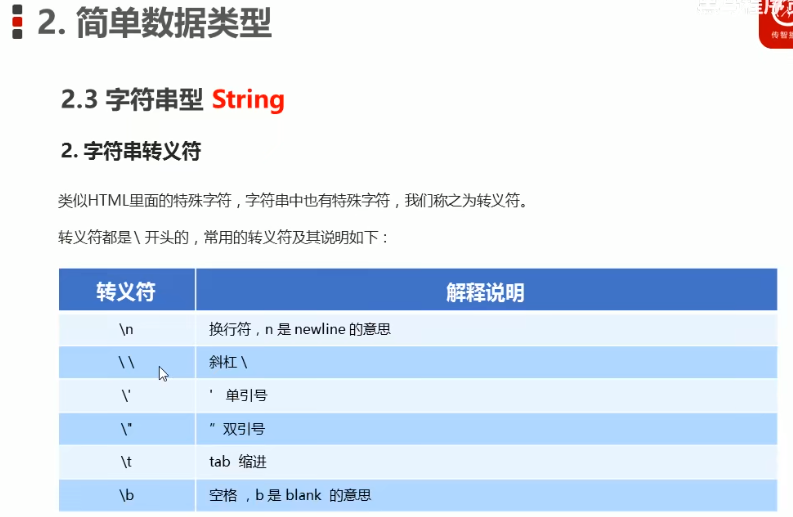 2. 简单数据类型
2.3 字符串型 String
2. 字符串转义符
类似HTML里面的特殊字符，字符串中也有特殊字符，我们称之为转义符。
转义符都是 \ 开头的，常用的转义符及其说明如下：
转义符 解释说明
\n 换行符，n 是 newline 的意思
\ \ 斜杠 \
\' ' 单引号
\" ” 双引号
\t tab 缩进
\b 空格 ，b 是 blank 的意思